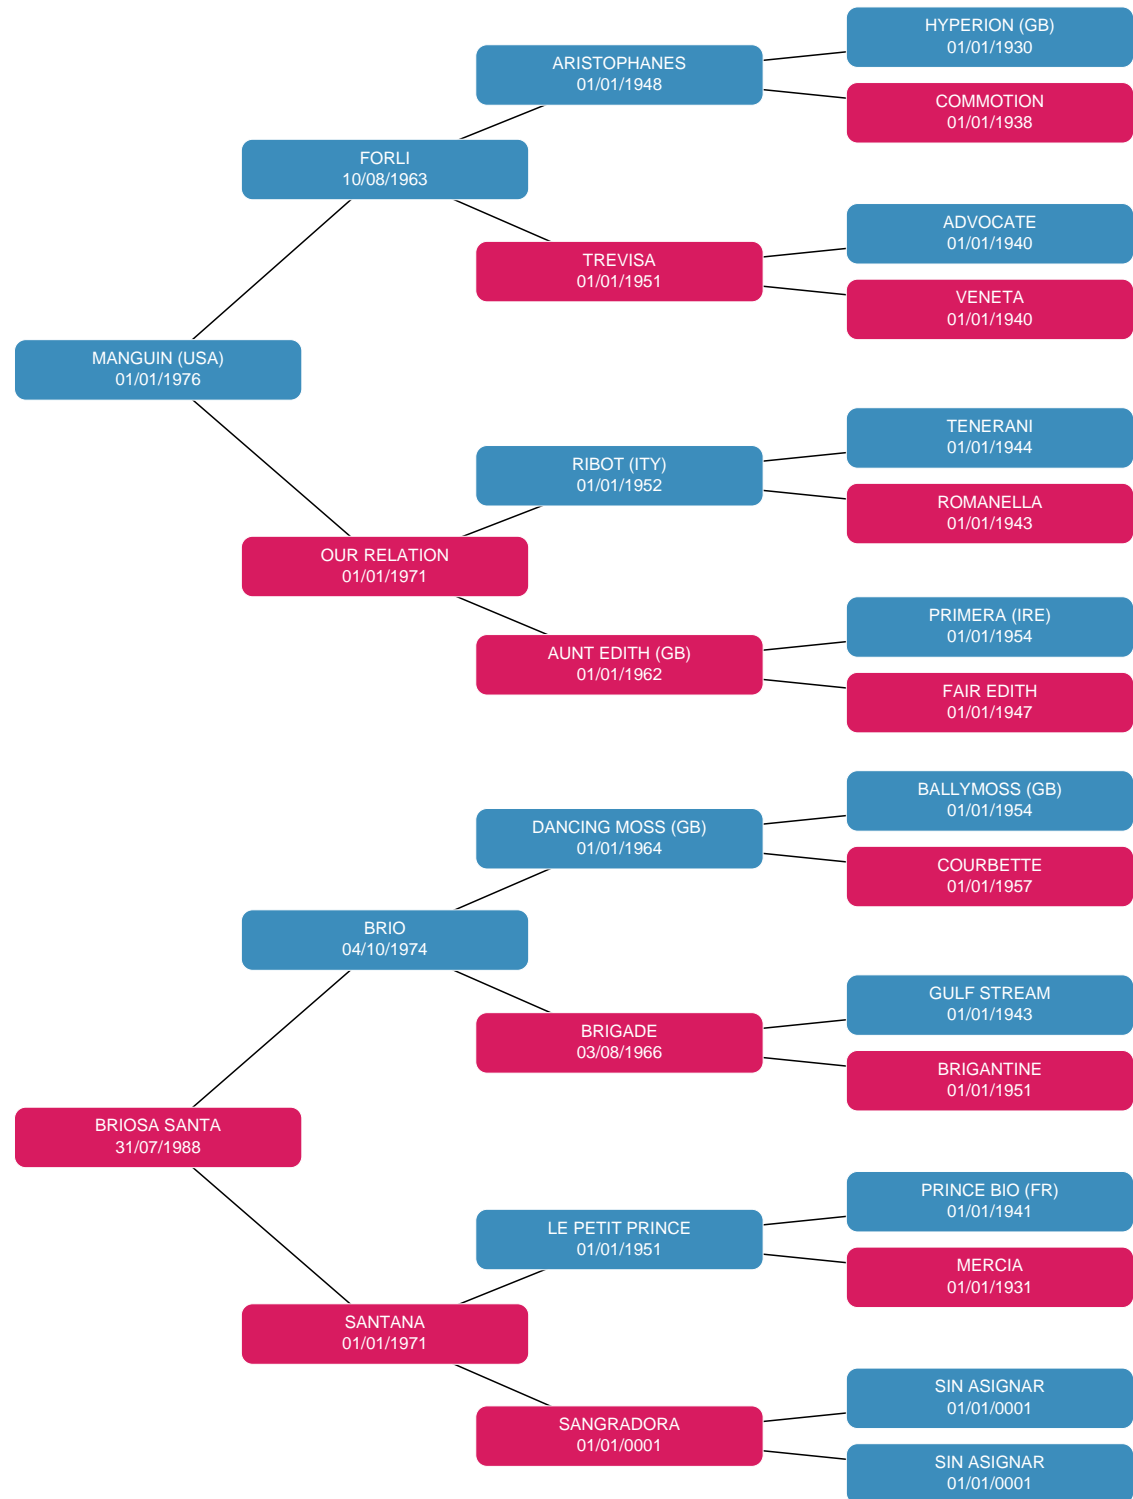 HYPERION (GB)
01/01/1930
ARISTOPHANES
01/01/1948
COMMOTION
01/01/1938
FORLI
10/08/1963
ADVOCATE
01/01/1940
TREVISA
01/01/1951
VENETA
01/01/1940
MANGUIN (USA)
01/01/1976
TENERANI
01/01/1944
RIBOT (ITY)
01/01/1952
ROMANELLA
01/01/1943
OUR RELATION
01/01/1971
PRIMERA (IRE)
01/01/1954
AUNT EDITH (GB)
01/01/1962
FAIR EDITH
01/01/1947
BALLYMOSS (GB)
01/01/1954
DANCING MOSS (GB)
01/01/1964
COURBETTE
01/01/1957
BRIO
04/10/1974
GULF STREAM
01/01/1943
BRIGADE
03/08/1966
BRIGANTINE
01/01/1951
BRIOSA SANTA
31/07/1988
PRINCE BIO (FR)
01/01/1941
LE PETIT PRINCE
01/01/1951
MERCIA
01/01/1931
SANTANA
01/01/1971
SIN ASIGNAR
01/01/0001
SANGRADORA
01/01/0001
SIN ASIGNAR
01/01/0001